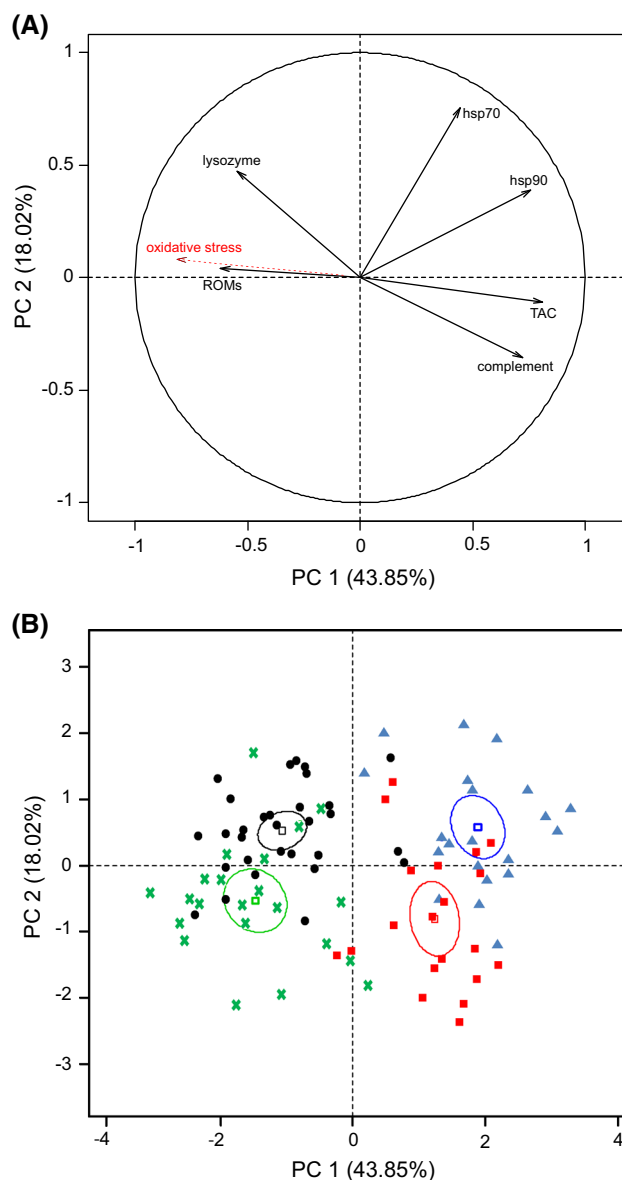 (A)
1
hsp70
lysozyme
0.5
hsp90
oxidative stress
0
ROMs
TAC
complement
-0.5
-1
PC 2 (18.02%)
-1
-0.5
0
0.5
1
PC 1 (43.85%)
(B)
3
2
1
0
-1
-2
-3
PC 2 (18.02%)
-4
-2
0
2
4
PC 1 (43.85%)